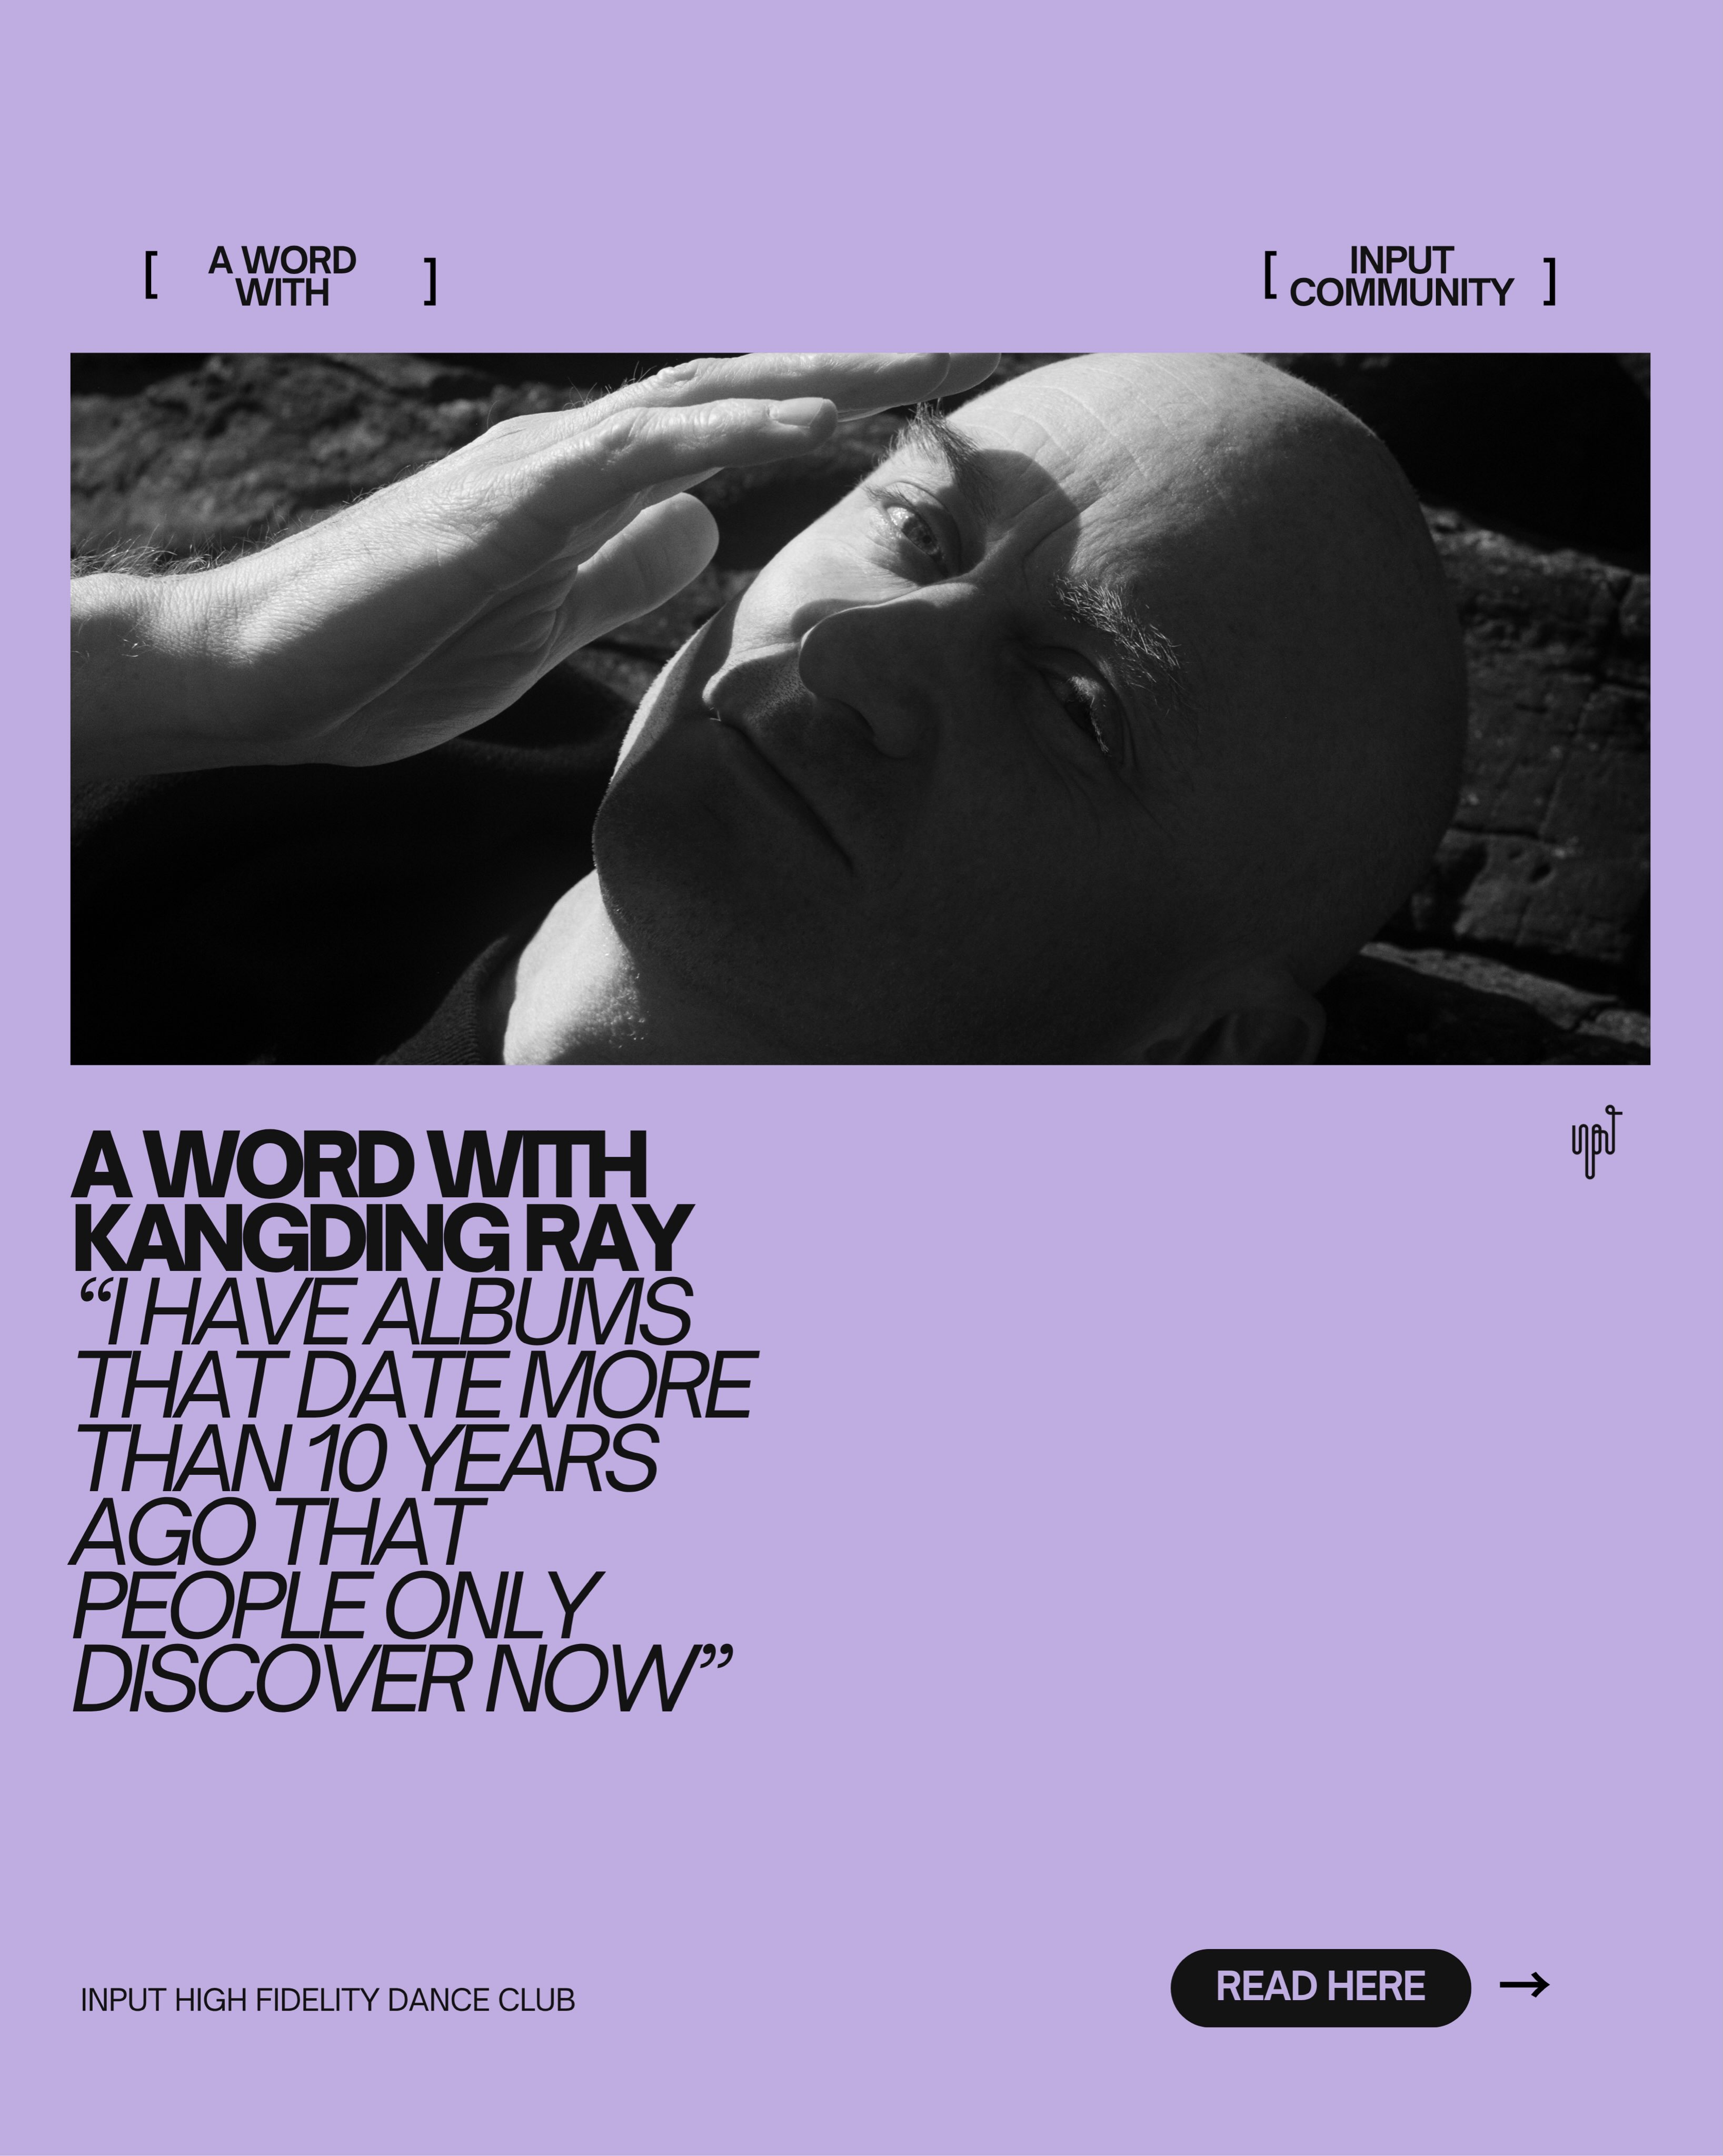 [ A WORD ]
WITH
[ INPUT ]
COMMUNITY
A WORD WITH
KANGDING RAY
“I HAVE ALBUMS
THAT DATE MORE
THAN 10 YEARS
AGO THAT
PEOPLE ONLY
DISCOVER NOW”
input
INPUT HIGH FIDELITY DANCE CLUB
READ HERE →